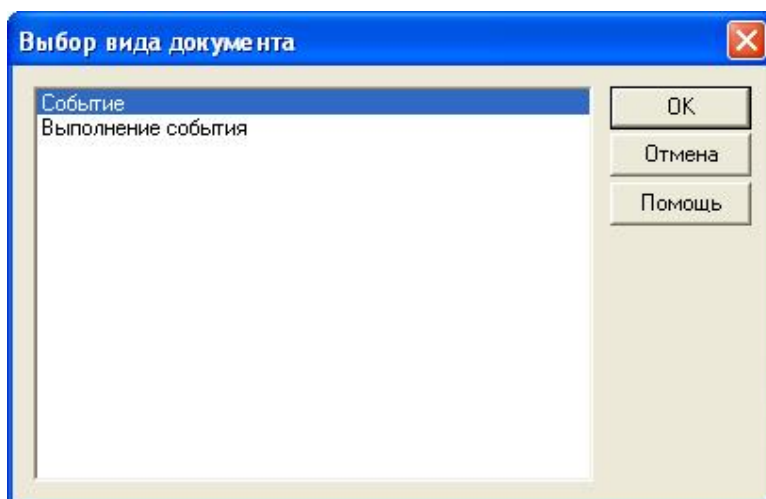 Выбор вида документа
Событие
Выполнение события
OK
Отмена
Помощь